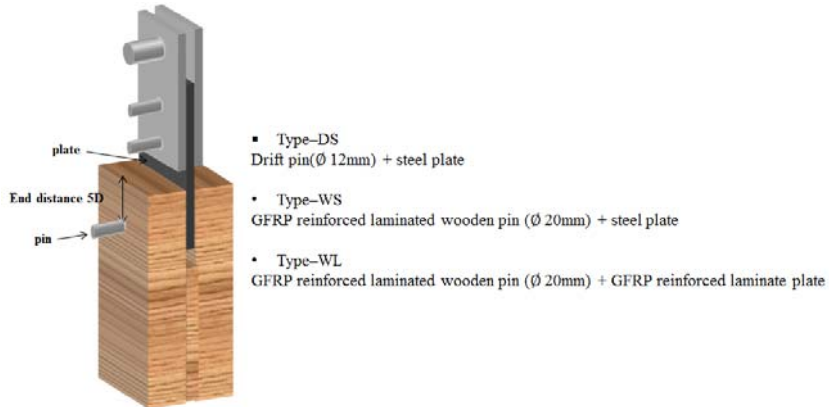 plate
End distance 5D
pin
▪ Type–DS
Drift pin(Ø 12mm) + steel plate
• Type–WS
GFRP reinforced laminated wooden pin (Ø 20mm) + steel plate
• Type–WL
GFRP reinforced laminated wooden pin (Ø 20mm) + GFRP reinforced laminate plate